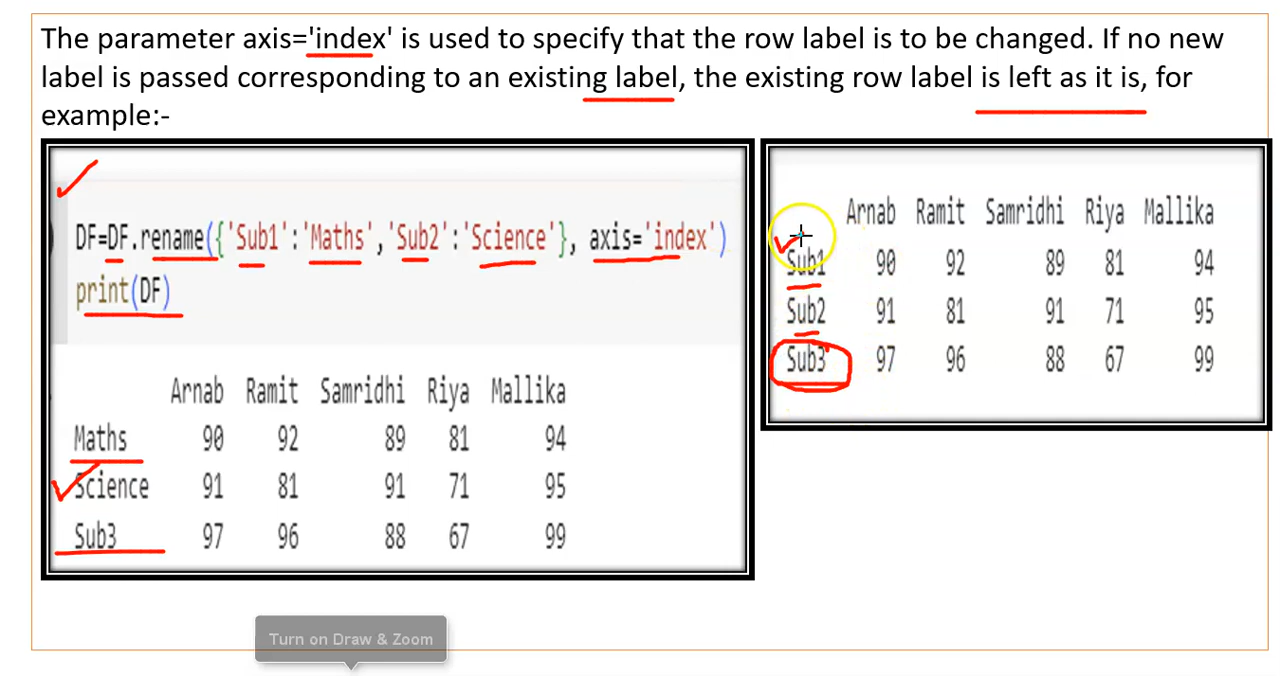 The parameter axis='index' is used to specify that the row label is to be changed. If no new
label is passed corresponding to an existing label, the existing row label is left as it is, for
example:-
DF=DF.rename({'Sub1':'Maths','Sub2':'Science'}, axis='index')
print(DF)
Arnab Ramit Samridhi Riya Mallika
Maths 90 92 89 81 94
Science 91 81 91 71 95
Sub3 97 96 88 67 99
Arnab Ramit Samridhi Riya Mallika
Sub1 90 92 89 81 94
Sub2 91 81 91 71 95
Sub3 97 96 88 67 99
Turn on Draw & Zoom